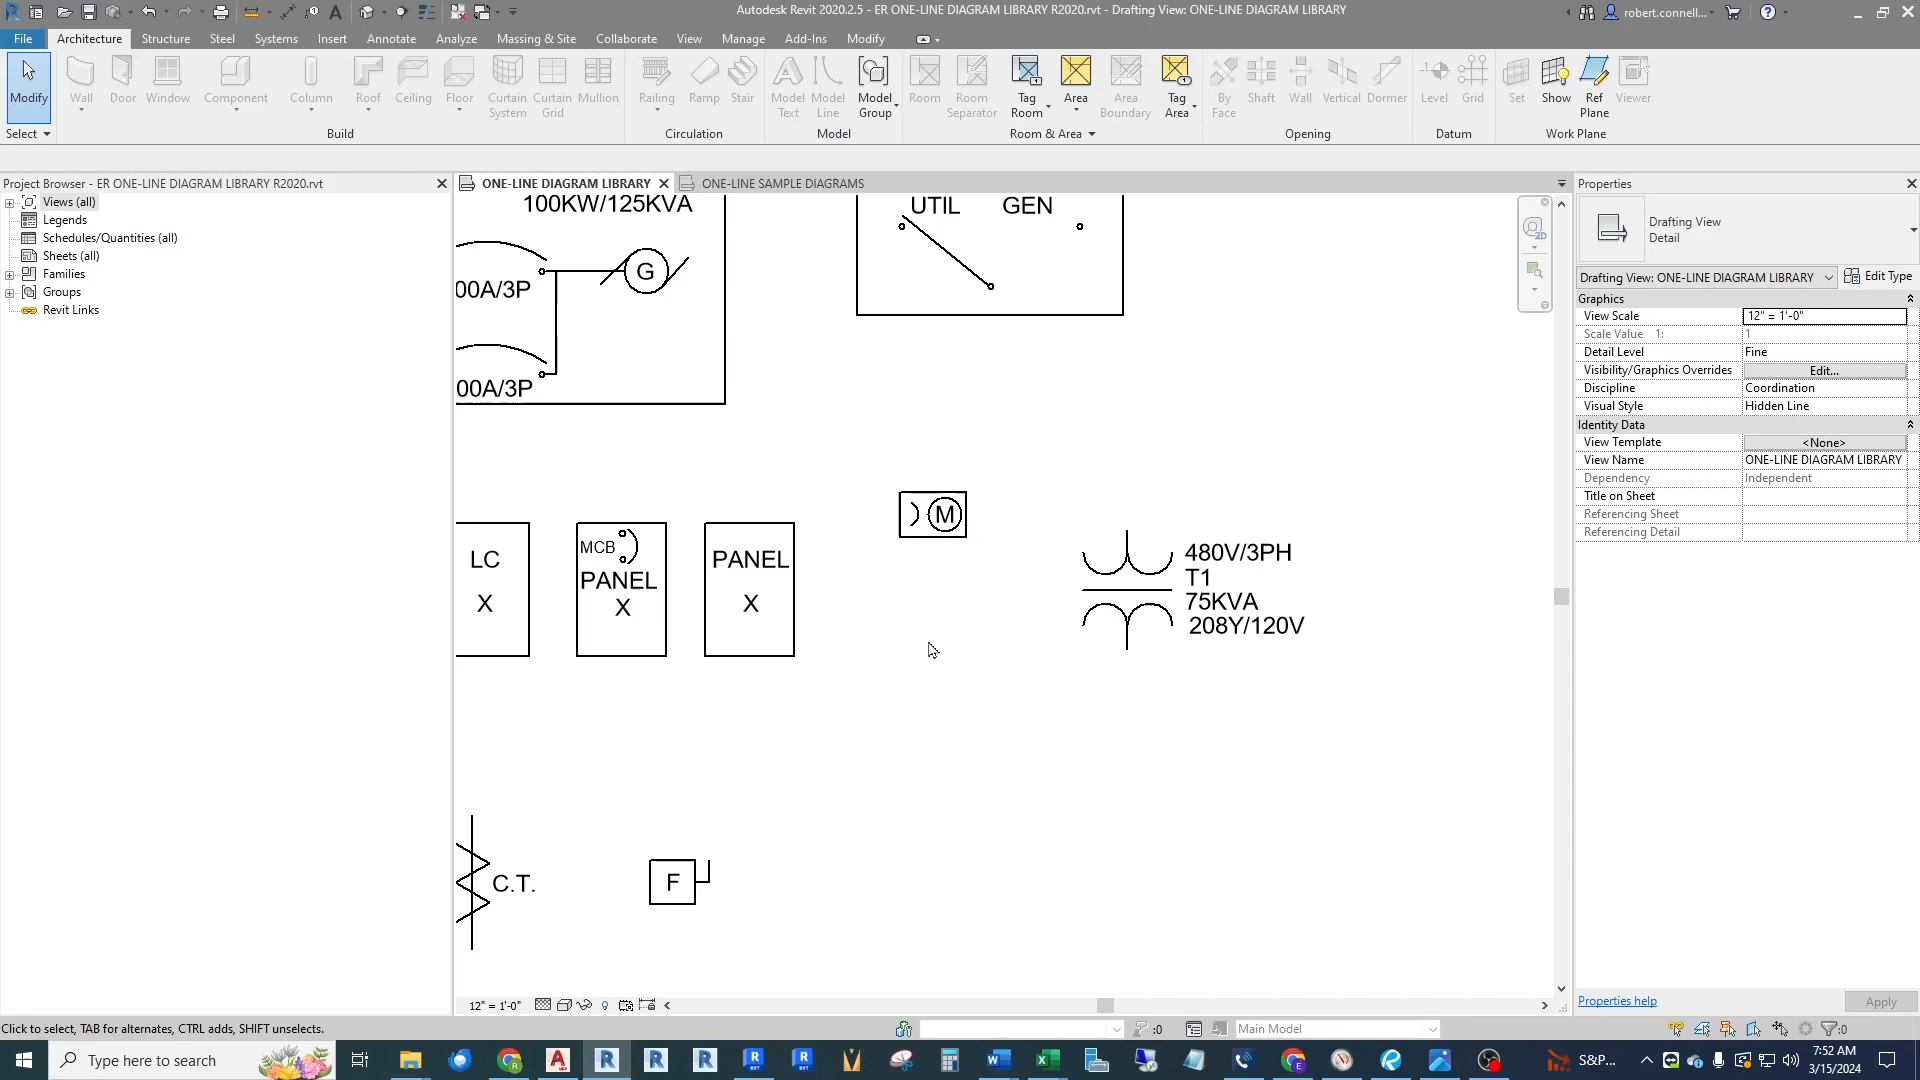 Autodesk Revit 2020.2.5 - ER ONE-LINE DIAGRAM LIBRARY R2020.rvt - Drafting View: ONE-LINE DIAGRAM LIBRARY
robert.connell...
File Architecture Structure Steel Systems Insert Annotate Analyze Massing & Site Collaborate View Manage Add-Ins Modify
Modify Wall Door Window Component Column Roof Ceiling Floor Curtain System Curtain Grid Mullion Railing Ramp Stair Model Text Model Line Model Group Room Room Separator Tag Room Area Area Boundary Tag Area By Face Shaft Wall Vertical Dormer Level Grid Set Show Ref Plane Viewer
Select Build Circulation Model Room & Area Opening Datum Work Plane
Project Browser - ER ONE-LINE DIAGRAM LIBRARY R2020.rvt
Views (all)
Legends
Schedules/Quantities (all)
Sheets (all)
Families
Groups
Revit Links
ONE-LINE DIAGRAM LIBRARY
ONE-LINE SAMPLE DIAGRAMS
100KW/125KVA
G
00A/3P
00A/3P
UTIL GEN
LC
X
MCB
PANEL
X
PANEL
X
M
480V/3PH
T1
75KVA
208Y/120V
C.T.
F
2D
Properties
Drafting View
Detail
Drafting View: ONE-LINE DIAGRAM LIBRARY
Edit Type
Graphics
View Scale 12" = 1'-0"
Scale Value 1: 1
Detail Level Fine
Visibility/Graphics Overrides Edit...
Discipline Coordination
Visual Style Hidden Line
Identity Data
View Template <None>
View Name ONE-LINE DIAGRAM LIBRARY
Dependency Independent
Title on Sheet
Referencing Sheet
Referencing Detail
Properties help
Apply
12" = 1'-0"
Click to select, TAB for alternates, CTRL adds, SHIFT unselects.
:0
Main Model
:0
Type here to search
S&P...
7:52 AM
3/15/2024